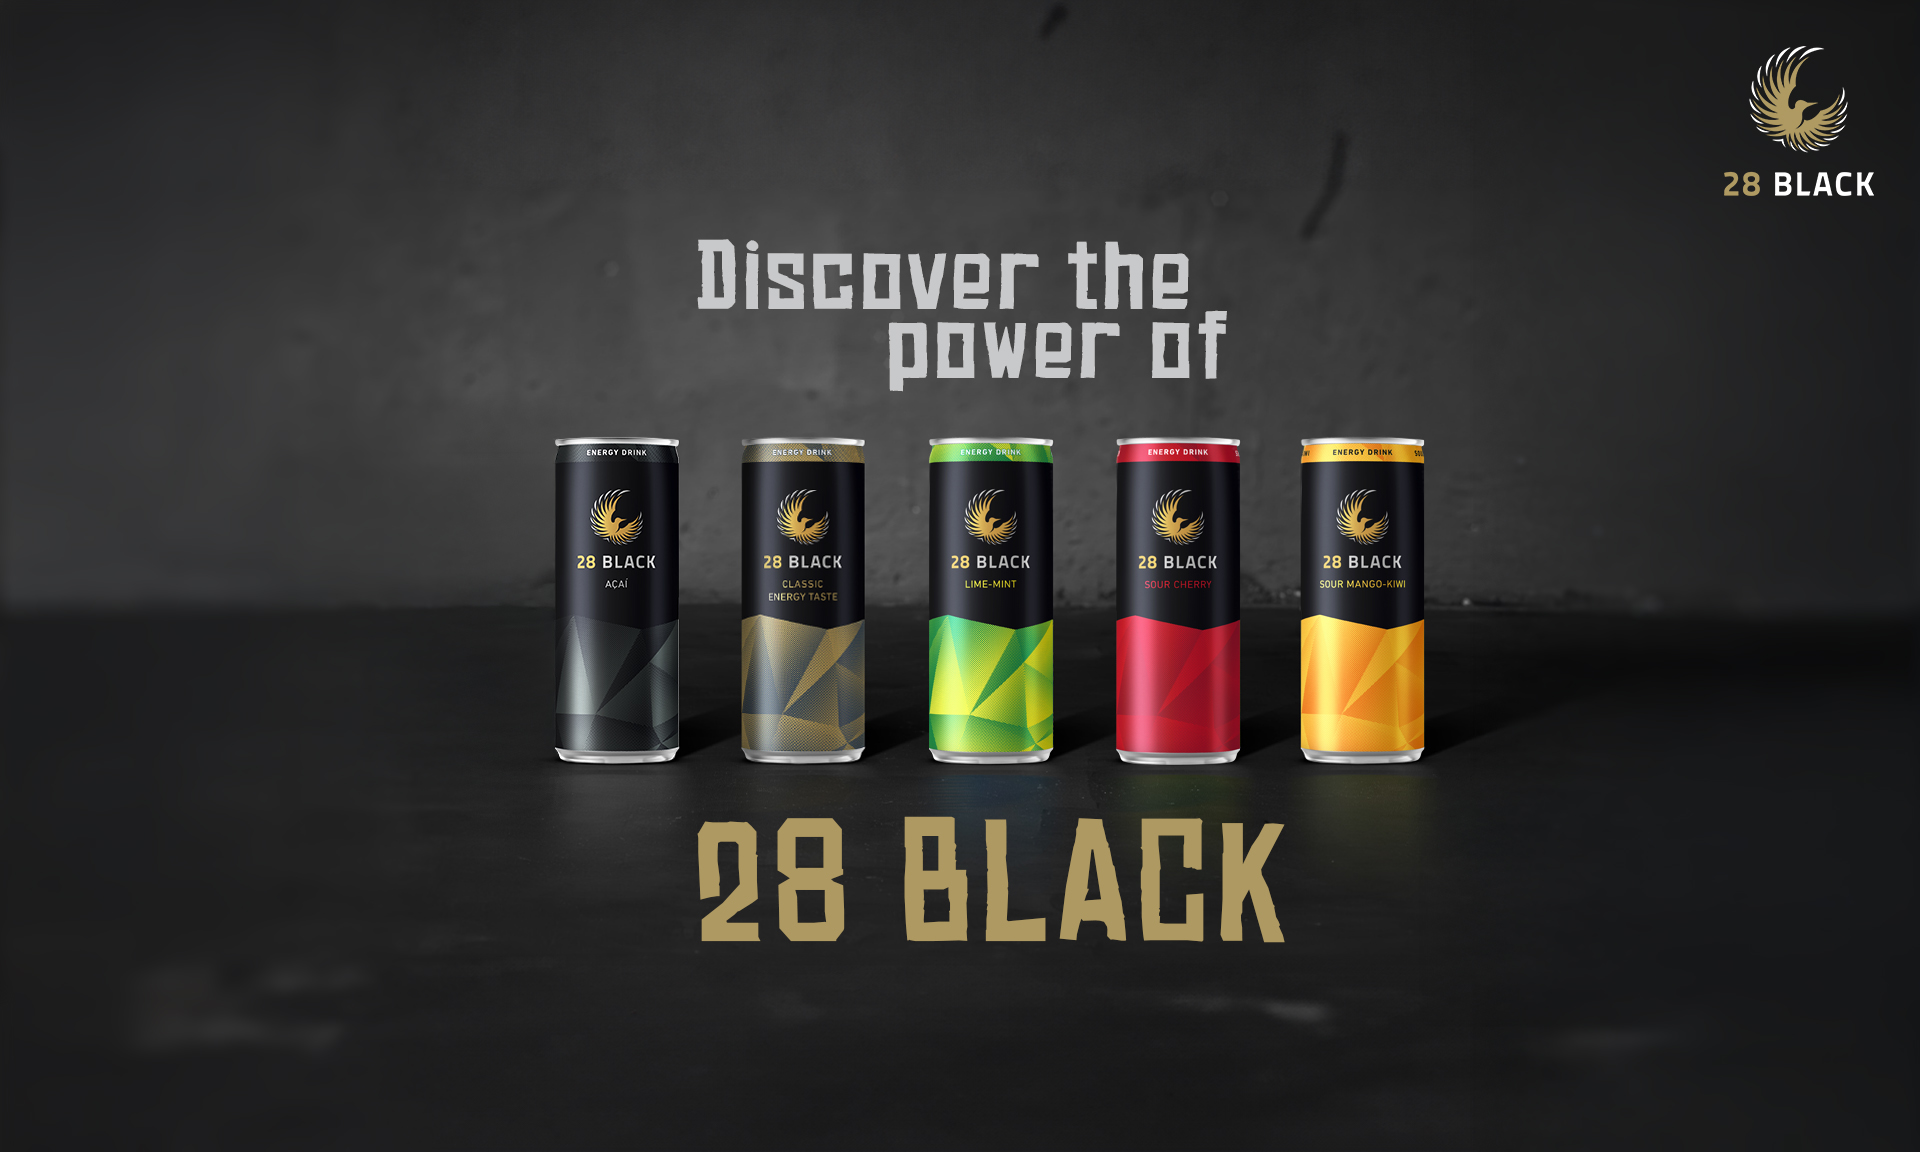 28 BLACK
Discover the
power of
ENERGY DRINK
28 BLACK
AÇAÍ
ENERGY DRINK
28 BLACK
CLASSIC
ENERGY TASTE
ENERGY DRINK
28 BLACK
LIME-MINT
ENERGY DRINK
28 BLACK
SOUR CHERRY
ENERGY DRINK
28 BLACK
SOUR MANGO-KIWI
28 BLACK